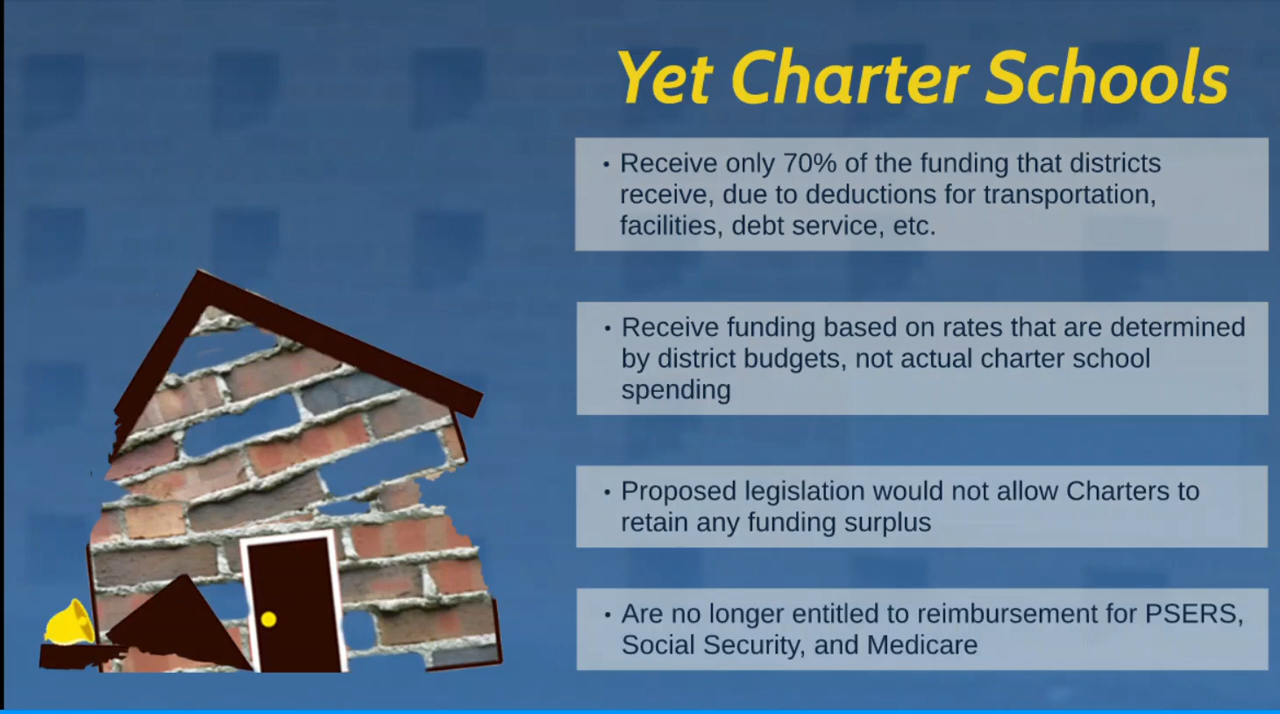 Yet Charter Schools
• Receive only 70% of the funding that districts
receive, due to deductions for transportation,
facilities, debt service, etc.
• Receive funding based on rates that are determined
by district budgets, not actual charter school
spending
• Proposed legislation would not allow Charters to
retain any funding surplus
• Are no longer entitled to reimbursement for PSERS,
Social Security, and Medicare